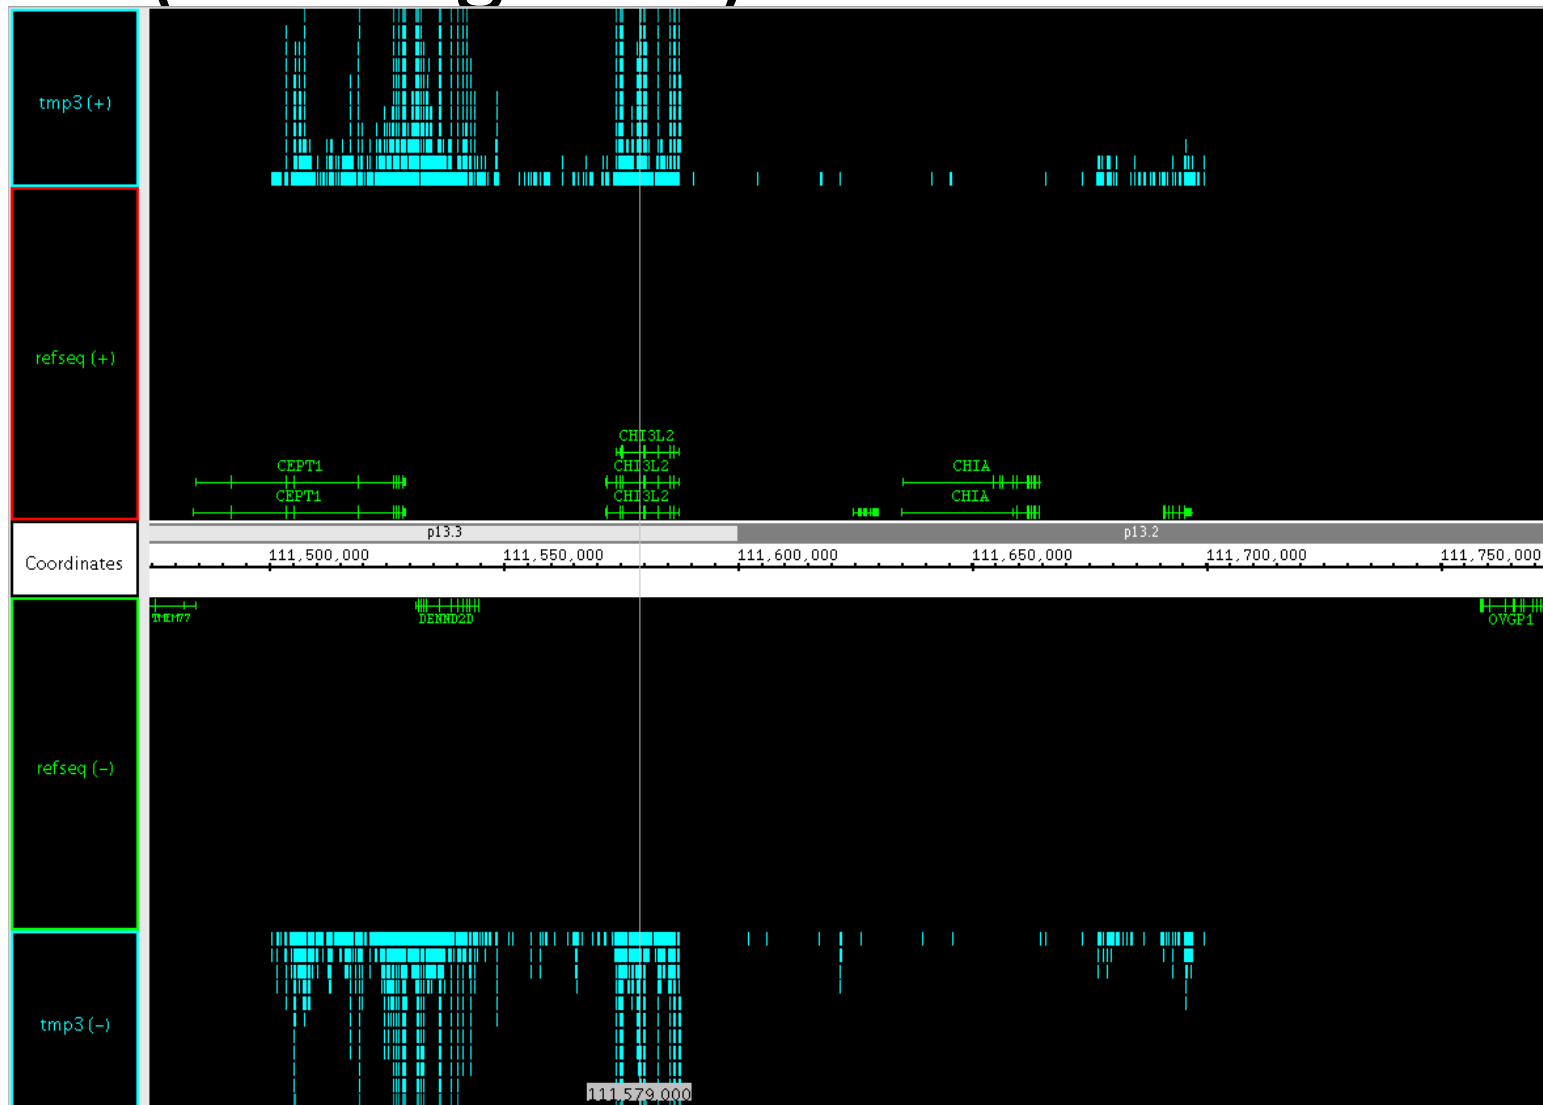 tmp3 (+)
refseq (+)
CHI3L2
CEPT1 CHI3L2 CHIA
CEPT1 CHI3L2 CHIA
p13.3 p13.2
Coordinates
111,500,000 111,550,000 111,600,000 111,650,000 111,700,000 111,750,000
TMEM77 DENND2D OVGP1
refseq (−)
tmp3 (−)
111,579,000